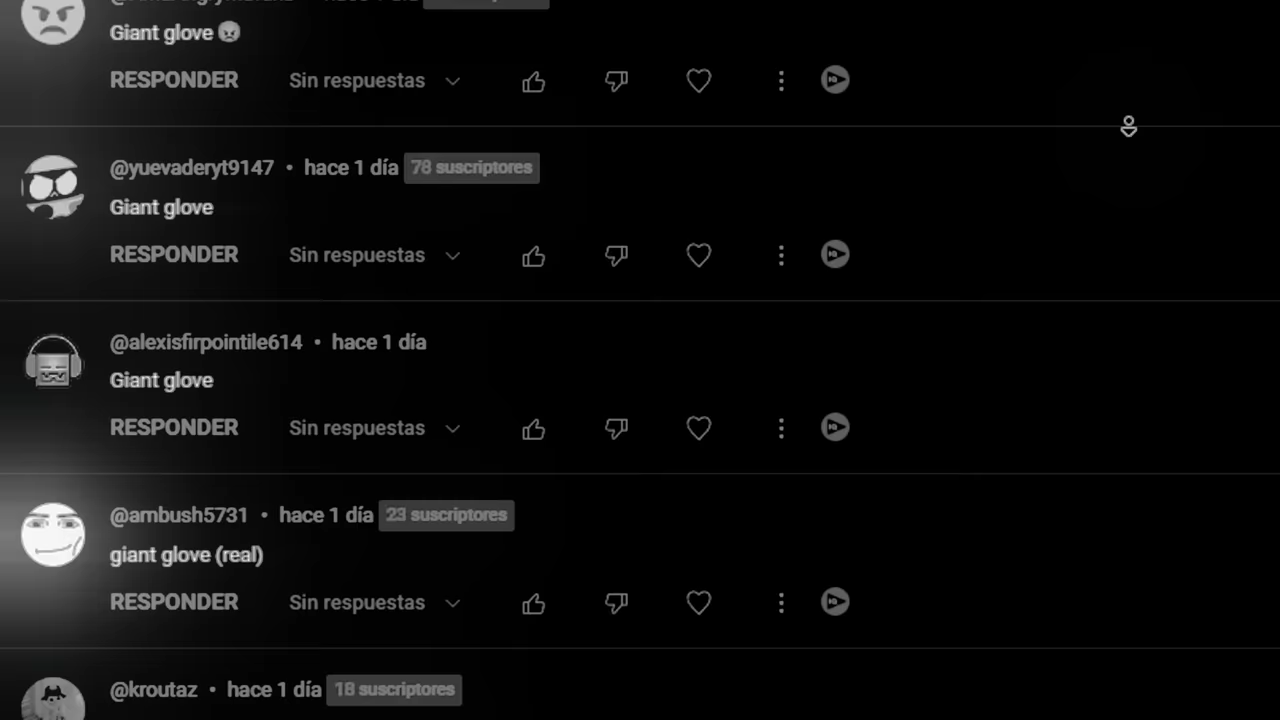 Giant glove 😡
RESPONDER Sin respuestas
@yuevaderyt9147 • hace 1 día 78 suscriptores
Giant glove
RESPONDER Sin respuestas
@alexisfirpointile614 • hace 1 día
Giant glove
RESPONDER Sin respuestas
@ambush5731 • hace 1 día 23 suscriptores
giant glove (real)
RESPONDER Sin respuestas
@kroutaz • hace 1 día 18 suscriptores